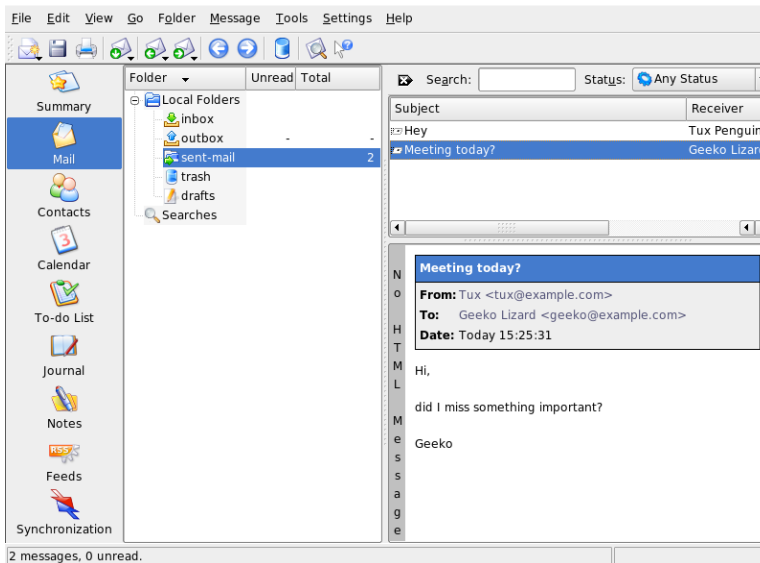 File Edit View Go Folder Message Tools Settings Help
Summary
Mail
Contacts
Calendar
To-do List
Journal
Notes
Feeds
Synchronization
Folder Unread Total
Local Folders
inbox
outbox - -
sent-mail 2
trash
drafts
Searches
Search: Status: Any Status
Subject Receiver
Hey Tux Penguin
Meeting today? Geeko Lizard
No HTML Message
Meeting today?
From: Tux <tux@example.com>
To: Geeko Lizard <geeko@example.com>
Date: Today 15:25:31
Hi,
did I miss something important?
Geeko
2 messages, 0 unread.